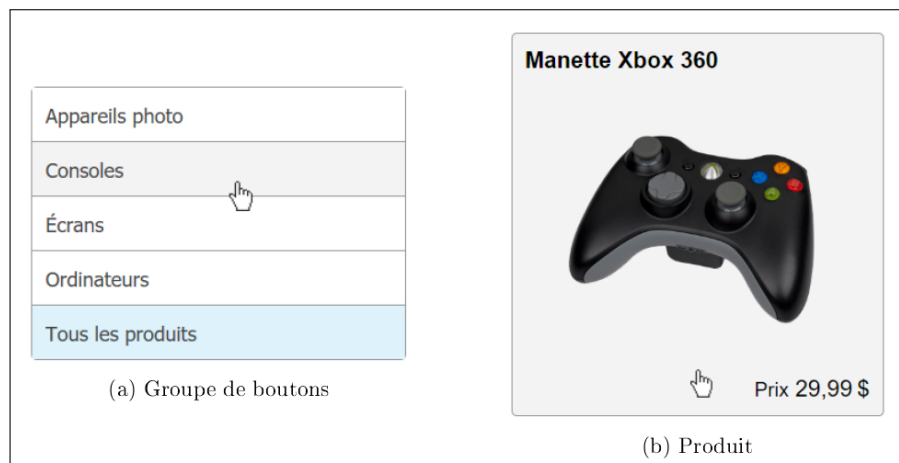 Appareils photo
Consoles
Écrans
Ordinateurs
Tous les produits
(a) Groupe de boutons
Manette Xbox 360
Prix 29,99 $
(b) Produit